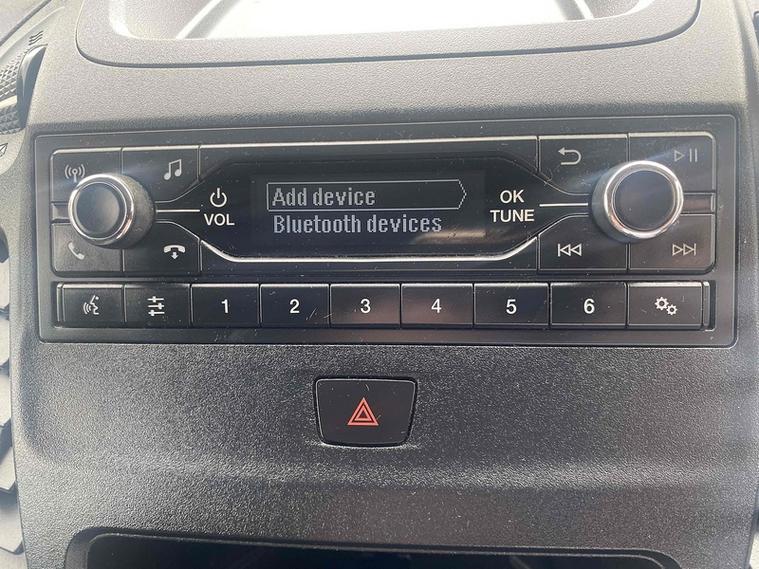 Add device
Bluetooth devices
VOL
OK
TUNE
1 2 3 4 5 6